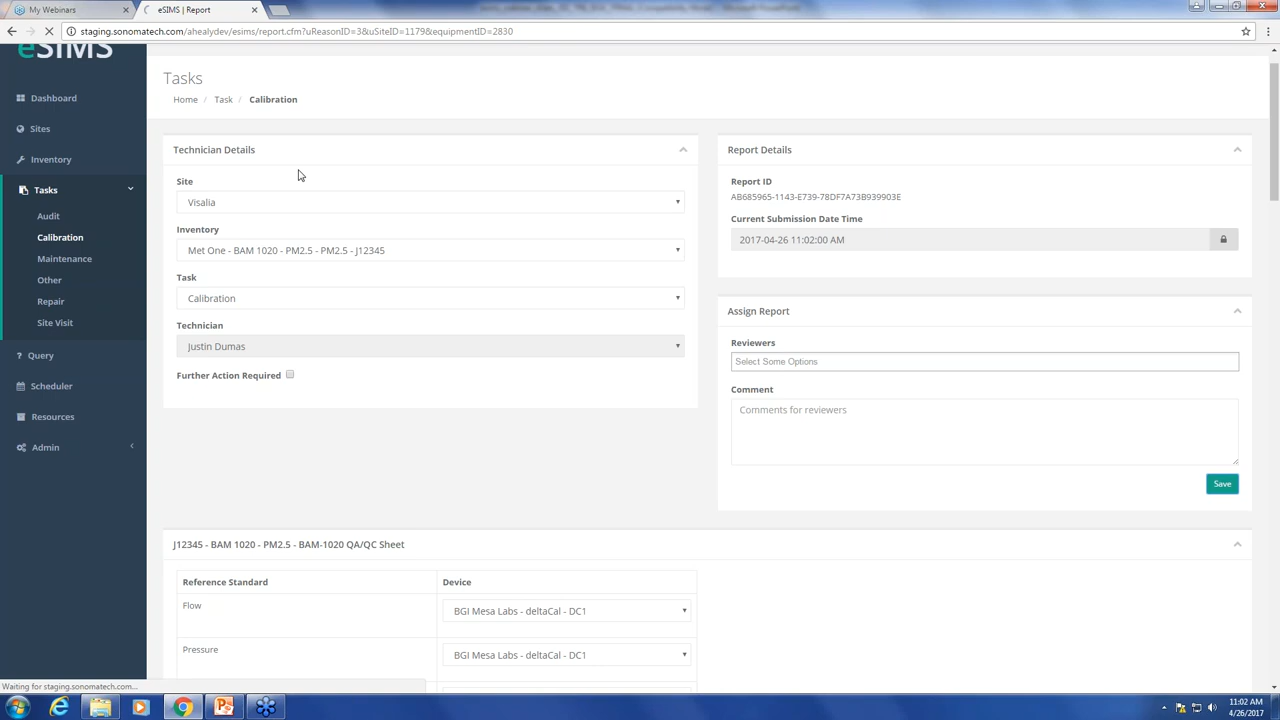 My Webinars
eSIMS | Report
staging.sonomatech.com/ahealydev/esims/report.cfm?uReasonID=3&uSiteID=1179&equipmentID=2830
eSIMS
Dashboard
Sites
Inventory
Tasks
Audit
Calibration
Maintenance
Other
Repair
Site Visit
Query
Scheduler
Resources
Admin
Tasks
Home / Task / Calibration
Technician Details
Site
Visalia
Inventory
Met One - BAM 1020 - PM2.5 - PM2.5 - J12345
Task
Calibration
Technician
Justin Dumas
Further Action Required
Report Details
Report ID
AB685965-1143-E739-78DF7A73B939903E
Current Submission Date Time
2017-04-26 11:02:00 AM
Assign Report
Reviewers
Select Some Options
Comment
Comments for reviewers
Save
J12345 - BAM 1020 - PM2.5 - BAM-1020 QA/QC Sheet
Reference Standard Device
Flow BGI Mesa Labs - deltaCal - DC1
Pressure BGI Mesa Labs - deltaCal - DC1
Waiting for staging.sonomatech.com...
11:02 AM
4/26/2017